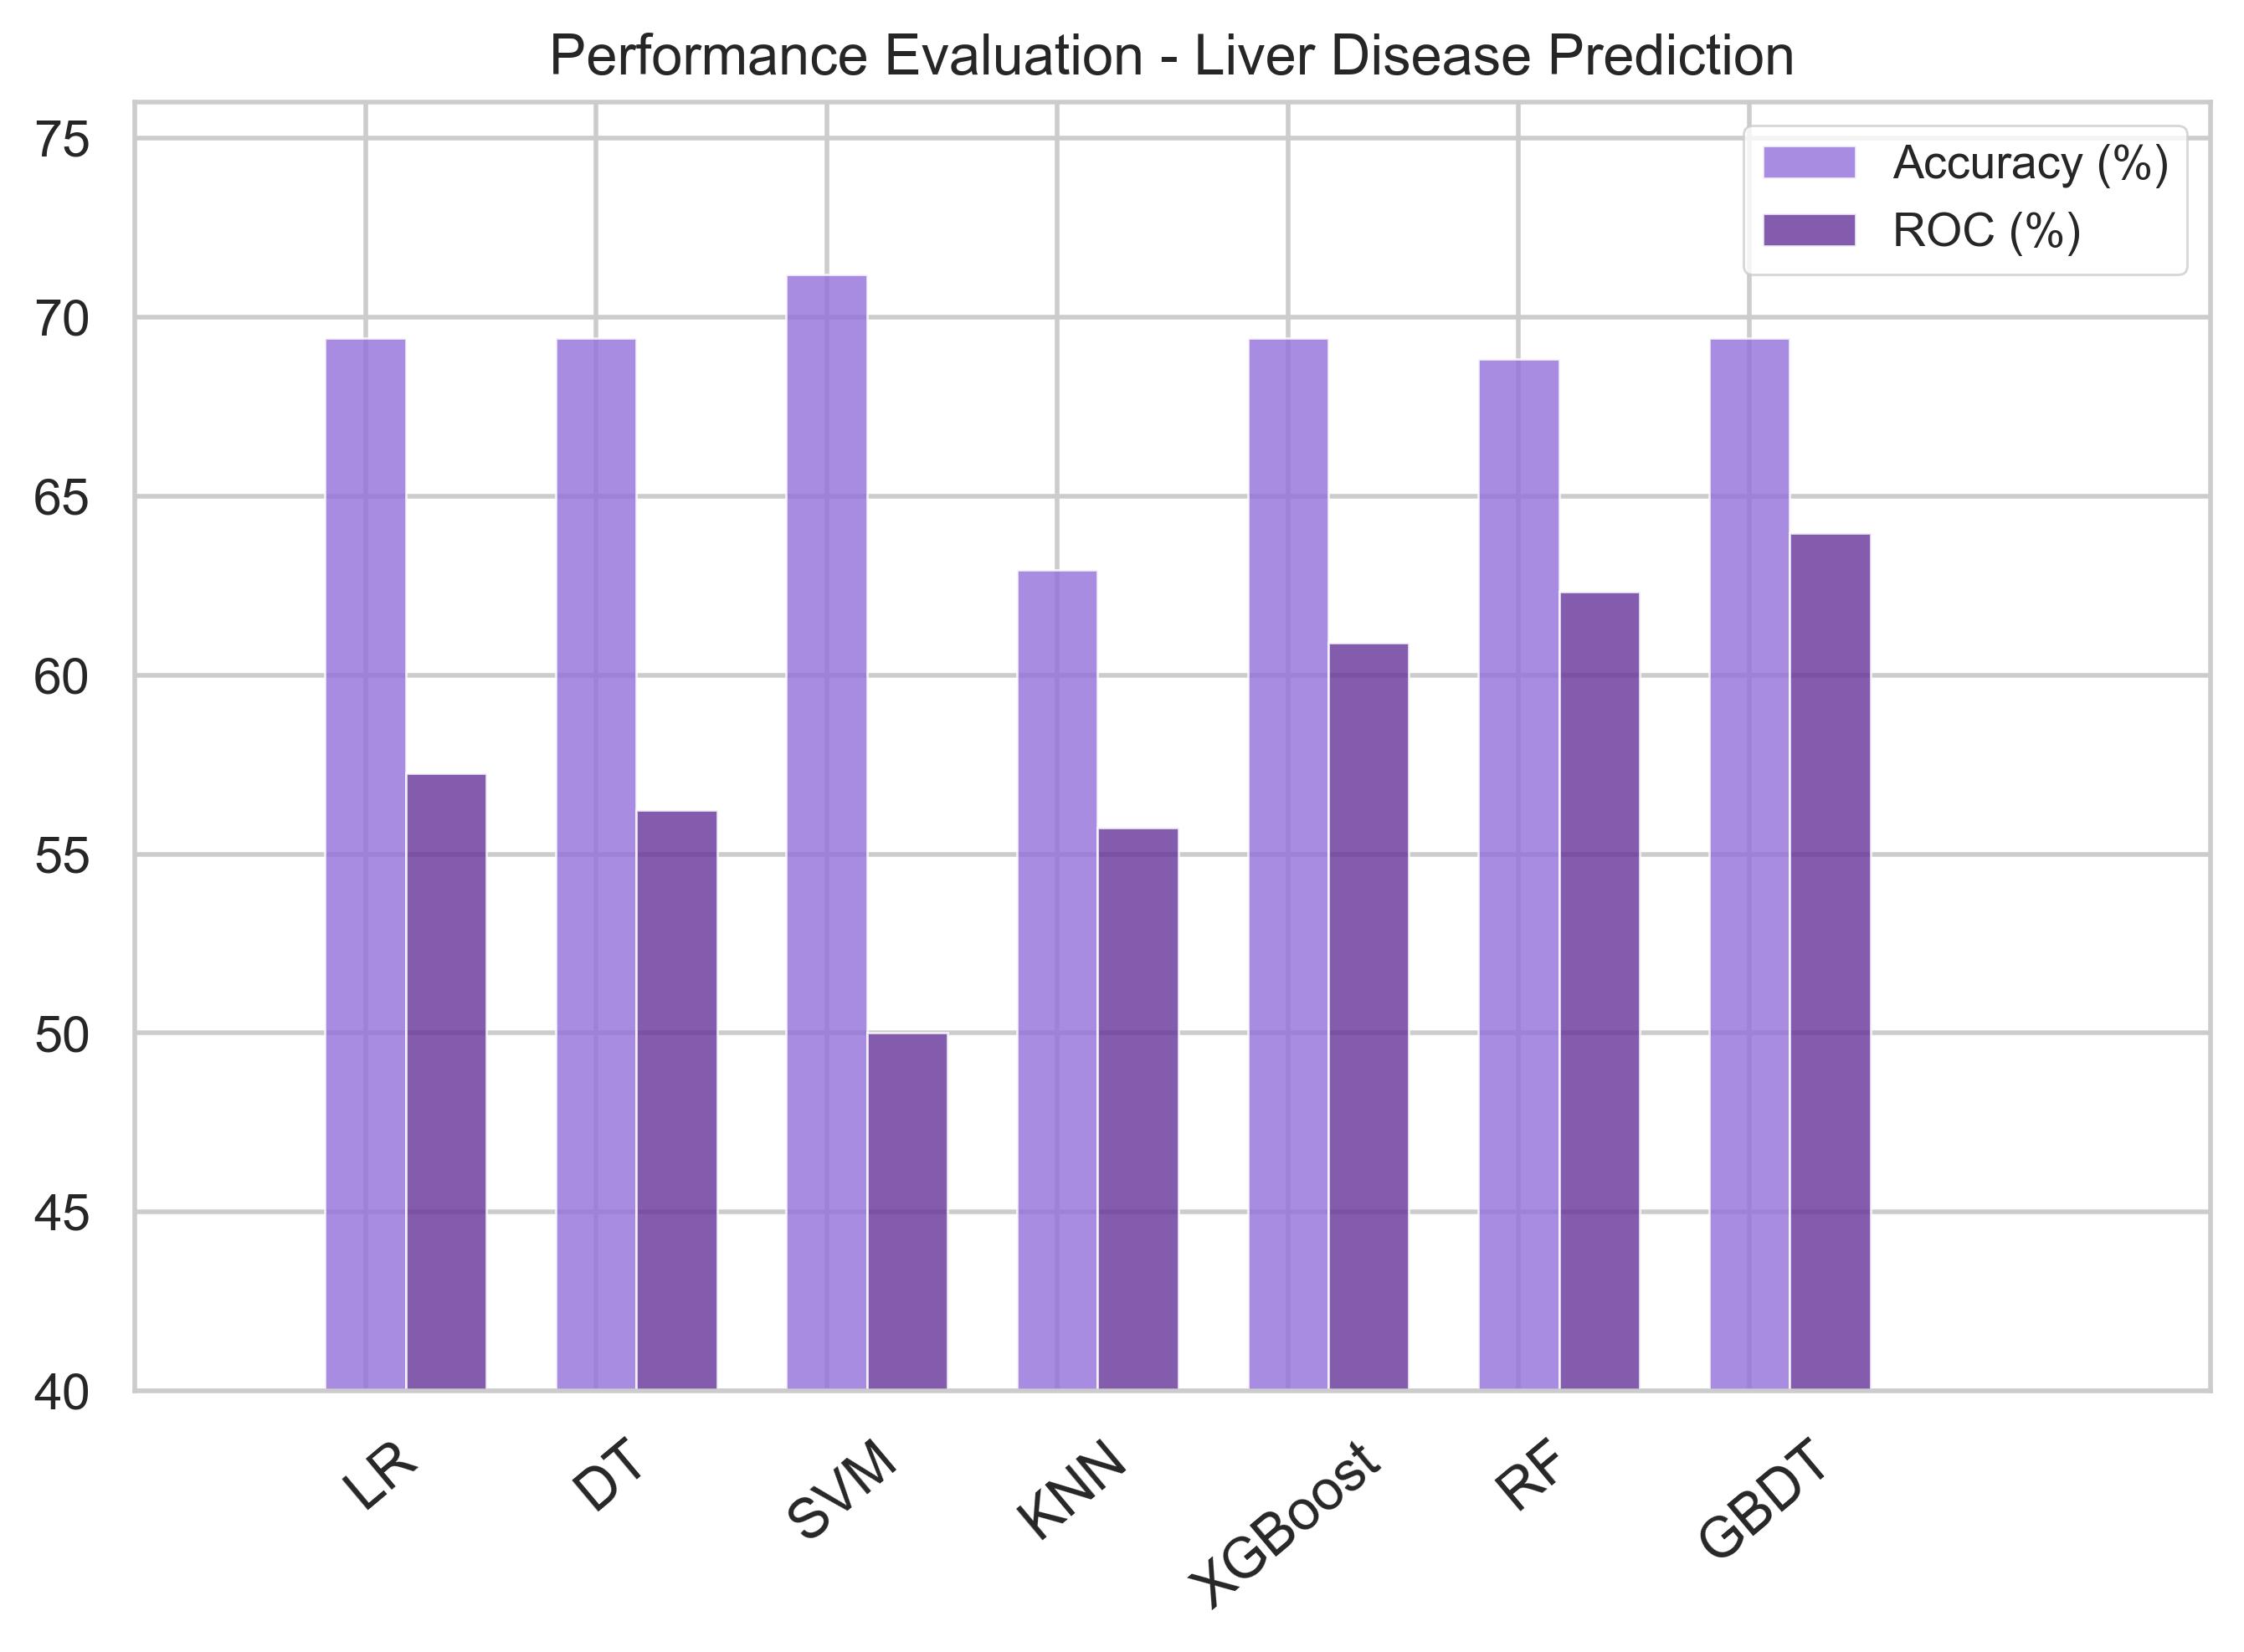 Performance Evaluation - Liver Disease Prediction
Accuracy (%)
ROC (%)
75
70
65
60
55
50
45
40
LR
DT
SVM
KNN
XGBoost
RF
GBDT